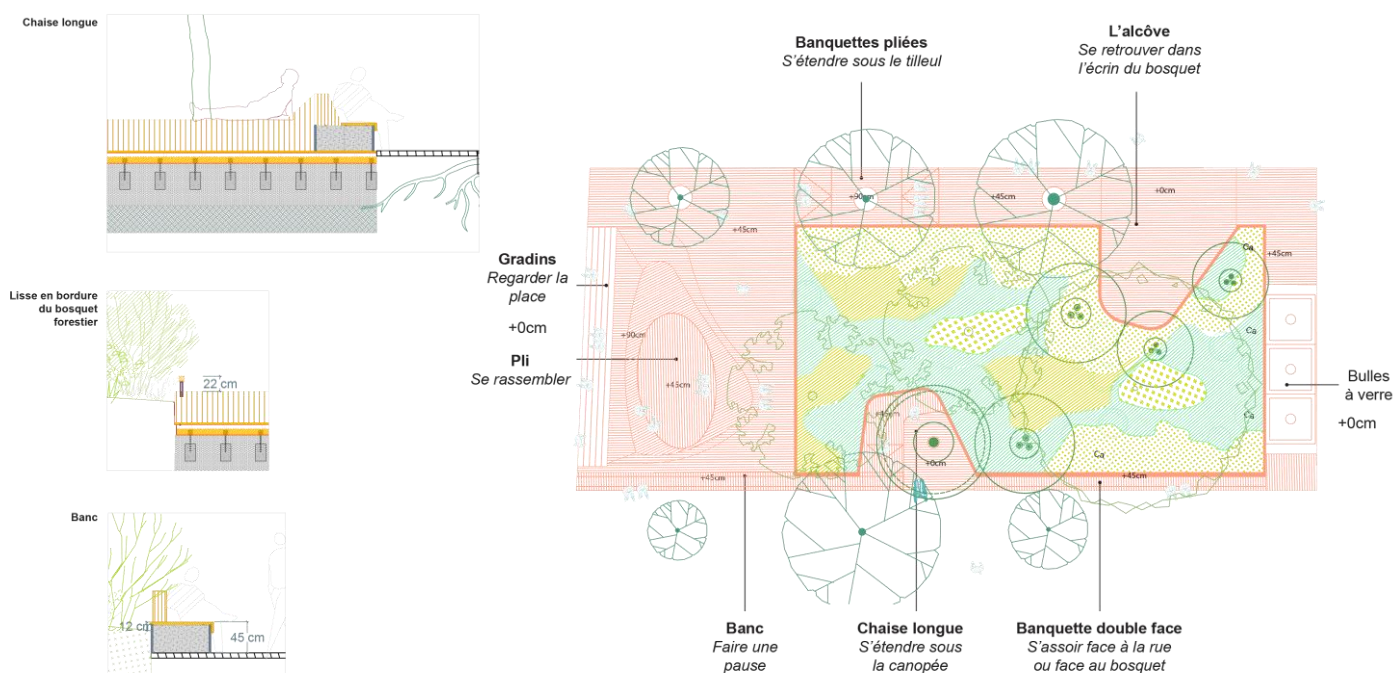 Chaise longue
Lisse en bordure
du bosquet
forestier
22 cm
Banc
12 cm
45 cm
Banquettes pliées
S'étendre sous le tilleul
L'alcôve
Se retrouver dans
l'écrin du bosquet
Gradins
Regarder la
place
+0cm
Pli
Se rassembler
+90cm
+45cm
+0cm
+45cm
+45cm
Ca
+90cm
+45cm
Ca
Ca
Ca
+45cm
+0cm
+45cm
+45cm
Bulles
à verre
+0cm
Banc
Faire une
pause
Chaise longue
S'étendre sous
la canopée
Banquette double face
S'assoir face à la rue
ou face au bosquet